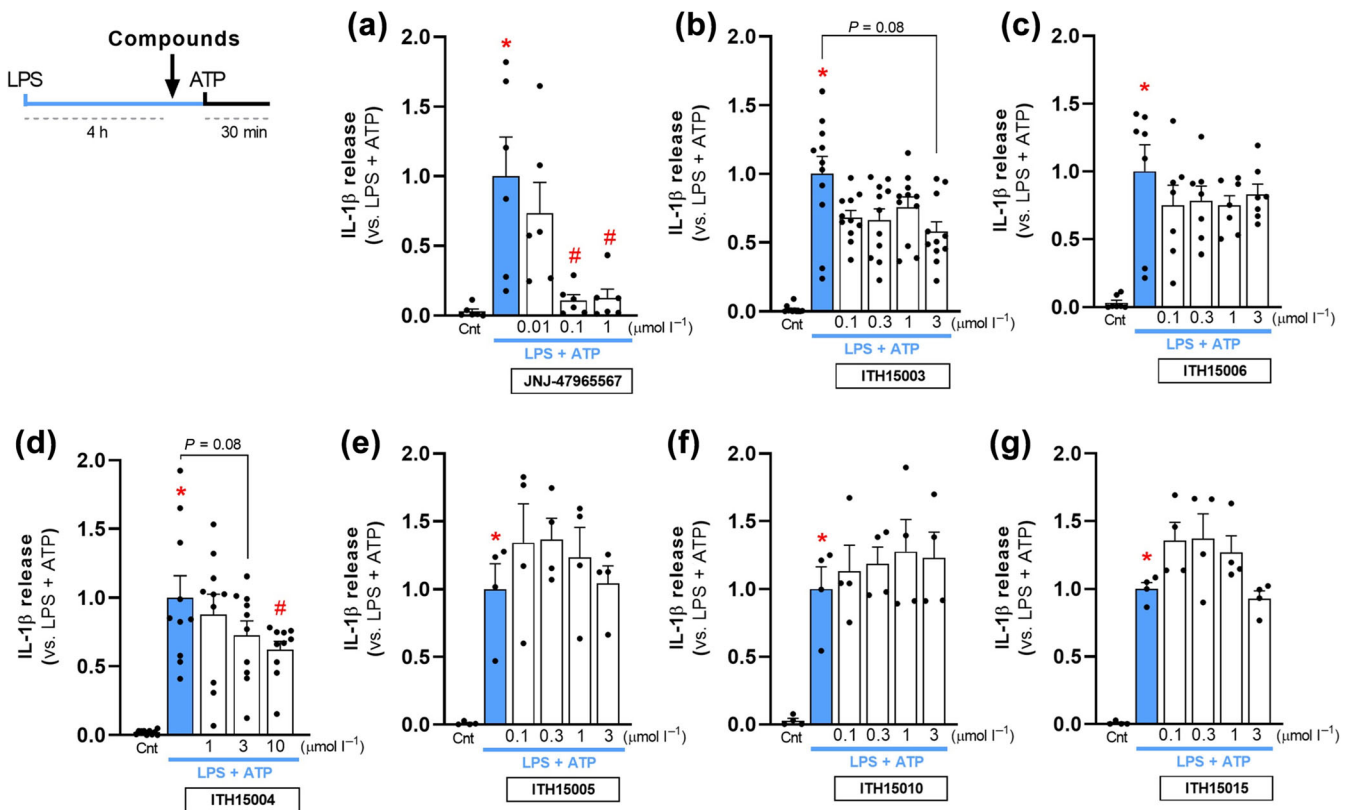 Compounds
LPS
ATP
4 h
30 min
(a)
IL-1β release
(vs. LPS + ATP)
2.0
1.5
1.0
0.5
0.0
*
#
#
Cnt
0.01
0.1
1
(μmol l⁻¹)
LPS + ATP
JNJ-47965567
(b)
IL-1β release
(vs. LPS + ATP)
2.0
1.5
1.0
0.5
0.0
P = 0.08
*
Cnt
0.1
0.3
1
3
(μmol l⁻¹)
LPS + ATP
ITH15003
(c)
IL-1β release
(vs. LPS + ATP)
2.0
1.5
1.0
0.5
0.0
*
Cnt
0.1
0.3
1
3
(μmol l⁻¹)
LPS + ATP
ITH15006
(d)
IL-1β release
(vs. LPS + ATP)
2.0
1.5
1.0
0.5
0.0
P = 0.08
*
#
Cnt
1
3
10
(μmol l⁻¹)
LPS + ATP
ITH15004
(e)
IL-1β release
(vs. LPS + ATP)
2.0
1.5
1.0
0.5
0.0
*
Cnt
0.1
0.3
1
3
(μmol l⁻¹)
LPS + ATP
ITH15005
(f)
IL-1β release
(vs. LPS + ATP)
2.0
1.5
1.0
0.5
0.0
*
Cnt
0.1
0.3
1
3
(μmol l⁻¹)
LPS + ATP
ITH15010
(g)
IL-1β release
(vs. LPS + ATP)
2.0
1.5
1.0
0.5
0.0
*
Cnt
0.1
0.3
1
3
(μmol l⁻¹)
LPS + ATP
ITH15015